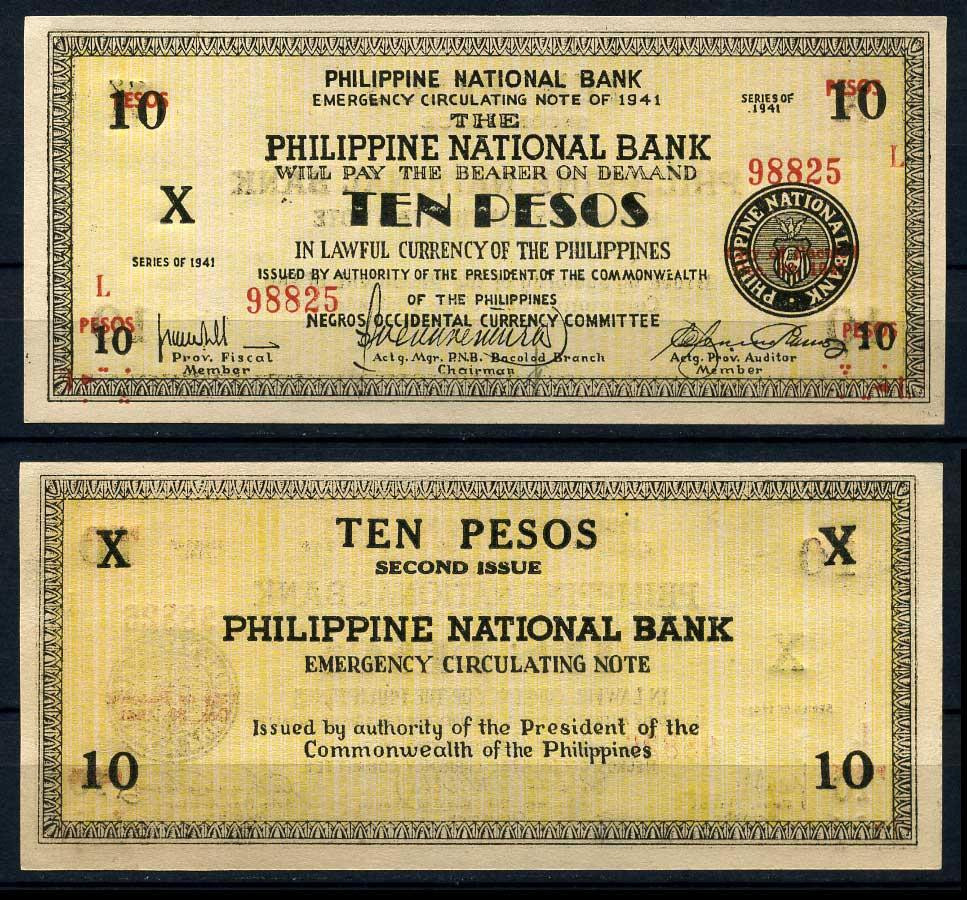 PHILIPPINE NATIONAL BANK
EMERGENCY CIRCULATING NOTE OF 1941
THE
PHILIPPINE NATIONAL BANK
WILL PAY THE BEARER ON DEMAND
TEN PESOS
IN LAWFUL CURRENCY OF THE PHILIPPINES
ISSUED BY AUTHORITY OF THE PRESIDENT OF THE COMMONWEALTH
OF THE PHILIPPINES
NEGROS OCCIDENTAL CURRENCY COMMITTEE
10 PESOS
10 PESOS
SERIES OF
1941
L
98825
X
PHILIPPINE NATIONAL BANK
SERIES OF 1941
L
98825
PESOS
10
PESOS
10
Prov. Fiscal
Member
Actg. Mgr. P.N.B. Bacolod Branch
Chairman
Actg. Prov. Auditor
Member
X
TEN PESOS
X
SECOND ISSUE
PHILIPPINE NATIONAL BANK
EMERGENCY CIRCULATING NOTE
Issued by authority of the President of the
Commonwealth of the Philippines
10
10